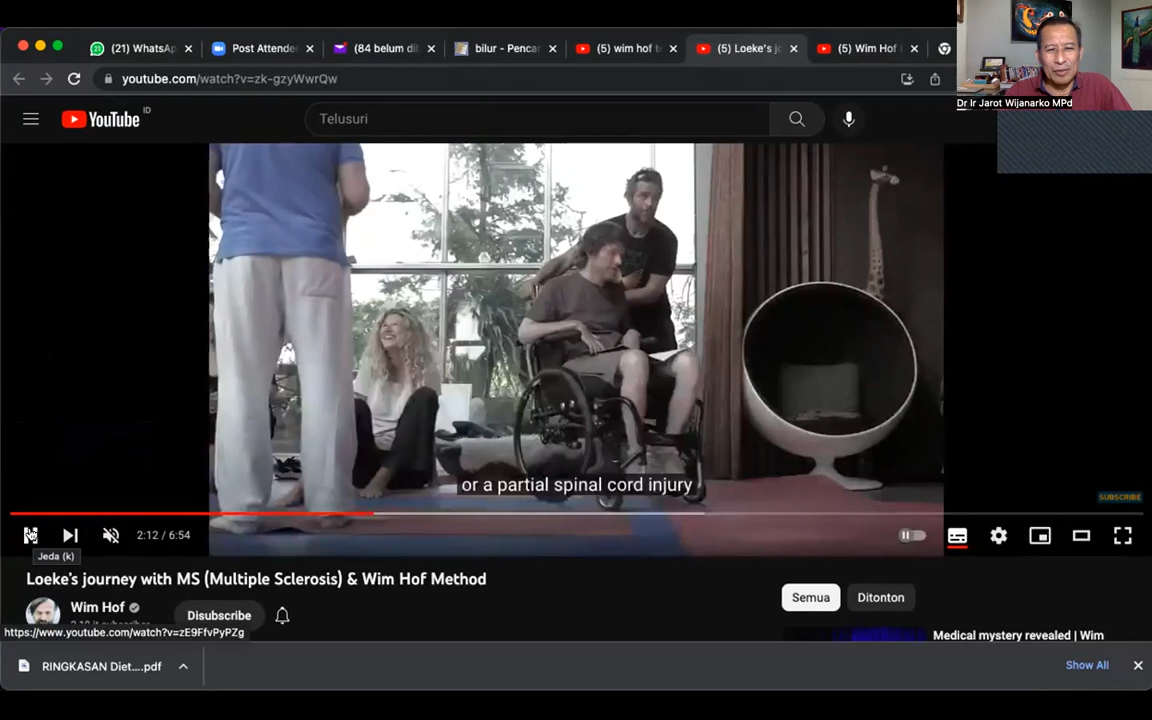 (21) WhatsAp
Post Attende
(84 belum di
bilur - Pencar
(5) wim hof t
(5) Loeke's jo
(5) Wim Hof
Dr Ir Jarot Wijanarko MPd
youtube.com/watch?v=zk-gzyWwrQw
YouTube ID
Telusuri
or a partial spinal cord injury
SUBSCRIBE
2:12 / 6:54
Jeda (k)
Loeke's journey with MS (Multiple Sclerosis) & Wim Hof Method
Wim Hof
Disubscribe
Semua
Ditonton
https://www.youtube.com/watch?v=zE9FfvPyPZg
Medical mystery revealed | Wim
RINGKASAN Diet....pdf
Show All